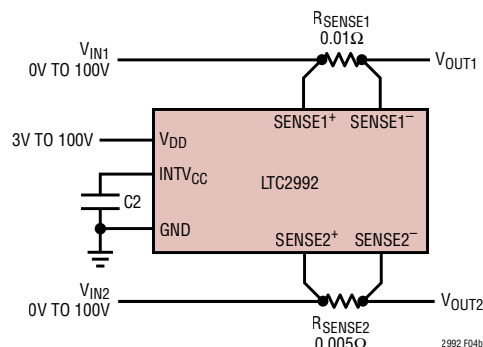 RSENSE1
0.01Ω
VIN1
0V TO 100V
VOUT1
SENSE1+
SENSE1–
3V TO 100V
VDD
INTVCC
LTC2992
C2
GND
SENSE2+
SENSE2–
VIN2
0V TO 100V
VOUT2
RSENSE2
0.005Ω
2992 F04b